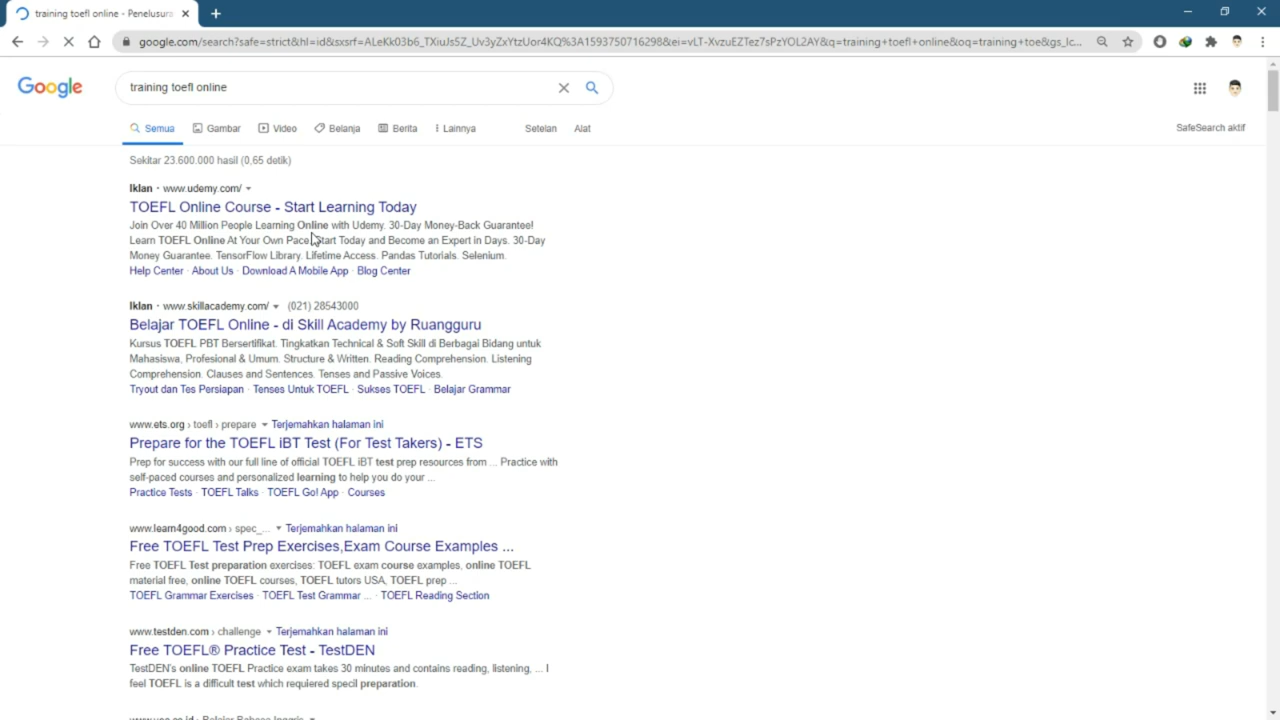 training toefl online - Penelusura
google.com/search?safe=strict&hl=id&sxsrf=ALeKk03b6_TXiuJs5Z_Uv3yZxYtzUor4KQ%3A1593750716298&ei=vLT-XvzuEZTez7sPzYOL2AY&q=training+toefl+online&oq=training+toe&gs_lc...
Google
training toefl online
Semua
Gambar
Video
Belanja
Berita
Lainnya
Setelan
Alat
SafeSearch aktif
Sekitar 23.600.000 hasil (0,65 detik)
Iklan · www.udemy.com/
TOEFL Online Course - Start Learning Today
Join Over 40 Million People Learning Online with Udemy. 30-Day Money-Back Guarantee!
Learn TOEFL Online At Your Own Pace. Start Today and Become an Expert in Days. 30-Day
Money Guarantee. TensorFlow Library. Lifetime Access. Pandas Tutorials. Selenium.
Help Center · About Us · Download A Mobile App · Blog Center
Iklan · www.skillacademy.com/ (021) 28543000
Belajar TOEFL Online - di Skill Academy by Ruangguru
Kursus TOEFL PBT Bersertifikat. Tingkatkan Technical & Soft Skill di Berbagai Bidang untuk
Mahasiswa, Profesional & Umum. Structure & Written. Reading Comprehension. Listening
Comprehension. Clauses and Sentences. Tenses and Passive Voices.
Tryout dan Tes Persiapan · Tenses Untuk TOEFL · Sukses TOEFL · Belajar Grammar
www.ets.org › toefl › prepare Terjemahkan halaman ini
Prepare for the TOEFL iBT Test (For Test Takers) - ETS
Prep for success with our full line of official TOEFL iBT test prep resources from ... Practice with
self-paced courses and personalized learning to help you do your ...
Practice Tests · TOEFL Talks · TOEFL Go! App · Courses
www.learn4good.com › spec_... Terjemahkan halaman ini
Free TOEFL Test Prep Exercises,Exam Course Examples ...
Free TOEFL Test preparation exercises: TOEFL exam course examples, online TOEFL
material free, online TOEFL courses, TOEFL tutors USA, TOEFL prep ...
TOEFL Grammar Exercises · TOEFL Test Grammar ... · TOEFL Reading Section
www.testden.com › challenge Terjemahkan halaman ini
Free TOEFL® Practice Test - TestDEN
TestDEN's online TOEFL Practice exam takes 30 minutes and contains reading, listening, ... I
feel TOEFL is a difficult test which requiered specil preparation.
Belajar Bahasa Inggris